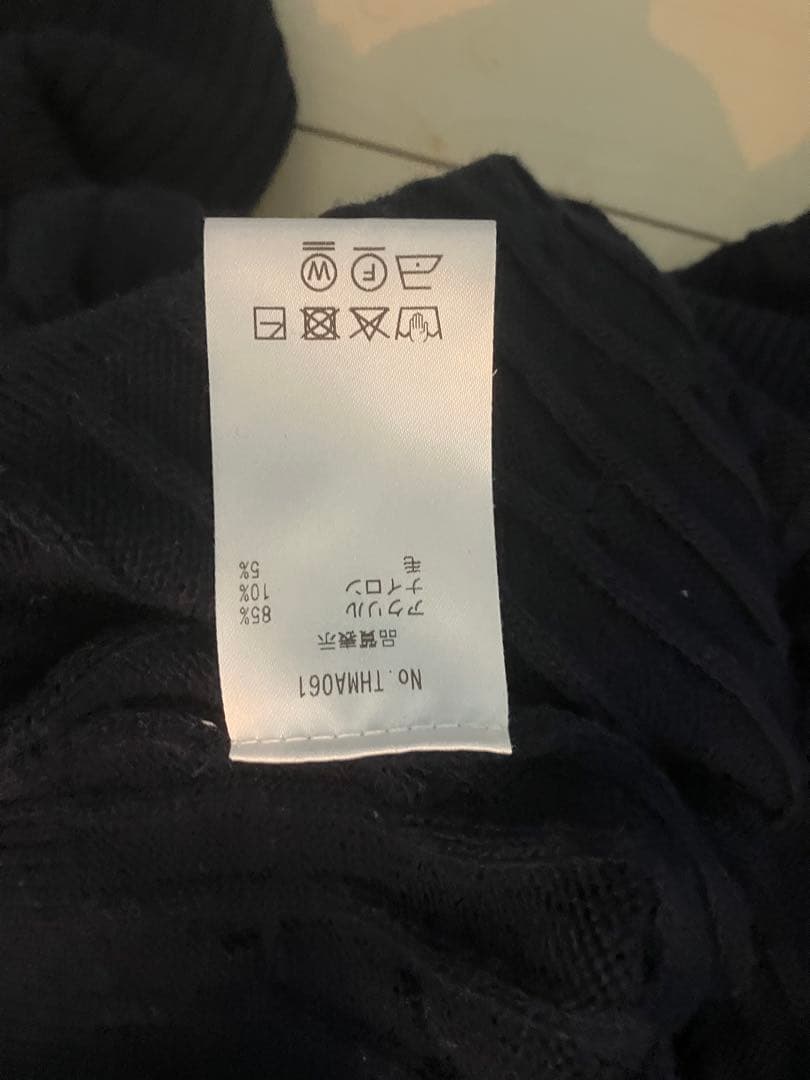 No.THMA061
品質表示
アクリル 85%
ナイロン 10%
毛 5%
F W